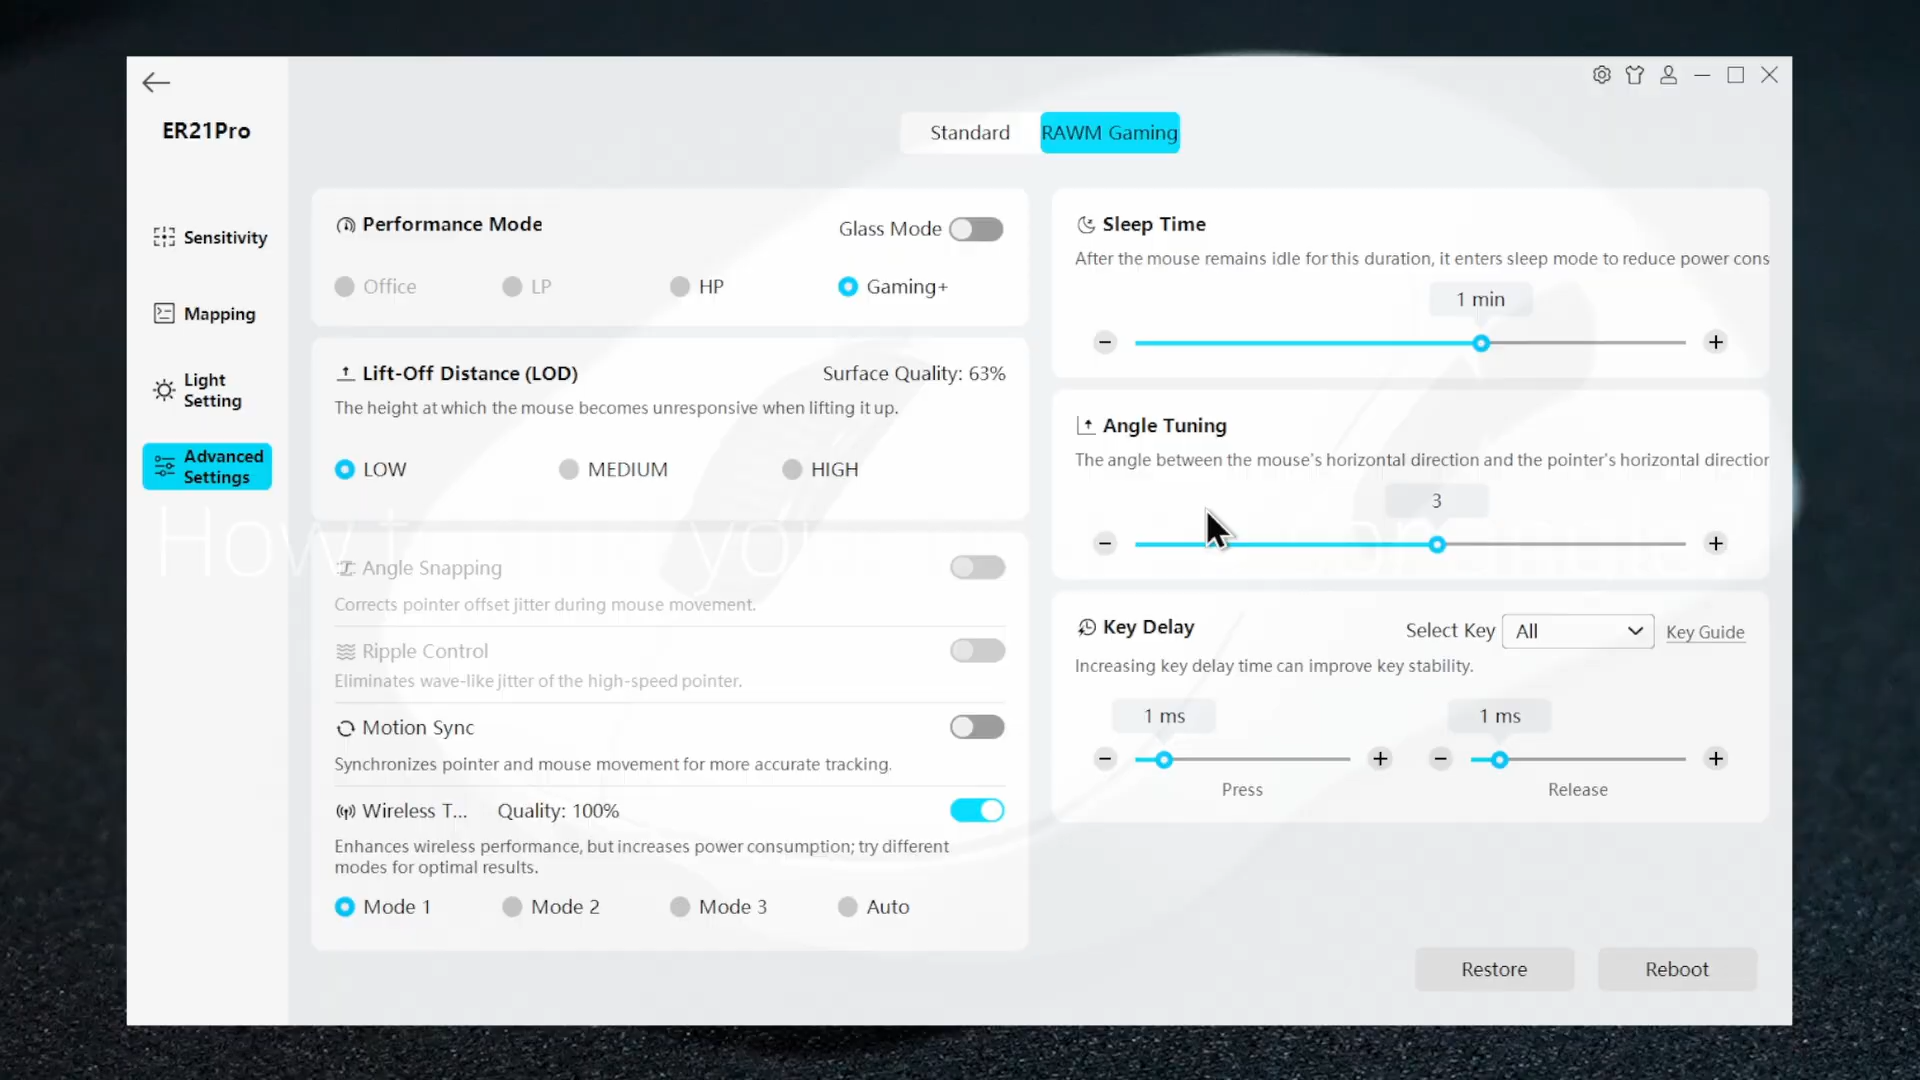 ER21Pro
Standard
RAWM Gaming
Sensitivity
Mapping
Light
Setting
Advanced
Settings
Performance Mode
Glass Mode
Office
LP
HP
Gaming+
Lift-Off Distance (LOD)
Surface Quality: 63%
The height at which the mouse becomes unresponsive when lifting it up.
LOW
MEDIUM
HIGH
Angle Snapping
Corrects pointer offset jitter during mouse movement.
Ripple Control
Eliminates wave-like jitter of the high-speed pointer.
Motion Sync
Synchronizes pointer and mouse movement for more accurate tracking.
Wireless T...
Quality: 100%
Enhances wireless performance, but increases power consumption; try different
modes for optimal results.
Mode 1
Mode 2
Mode 3
Auto
Sleep Time
After the mouse remains idle for this duration, it enters sleep mode to reduce power cons
1 min
Angle Tuning
The angle between the mouse's horizontal direction and the pointer's horizontal direction
3
Key Delay
Select Key
All
Key Guide
Increasing key delay time can improve key stability.
1 ms
1 ms
Press
Release
Restore
Reboot
How